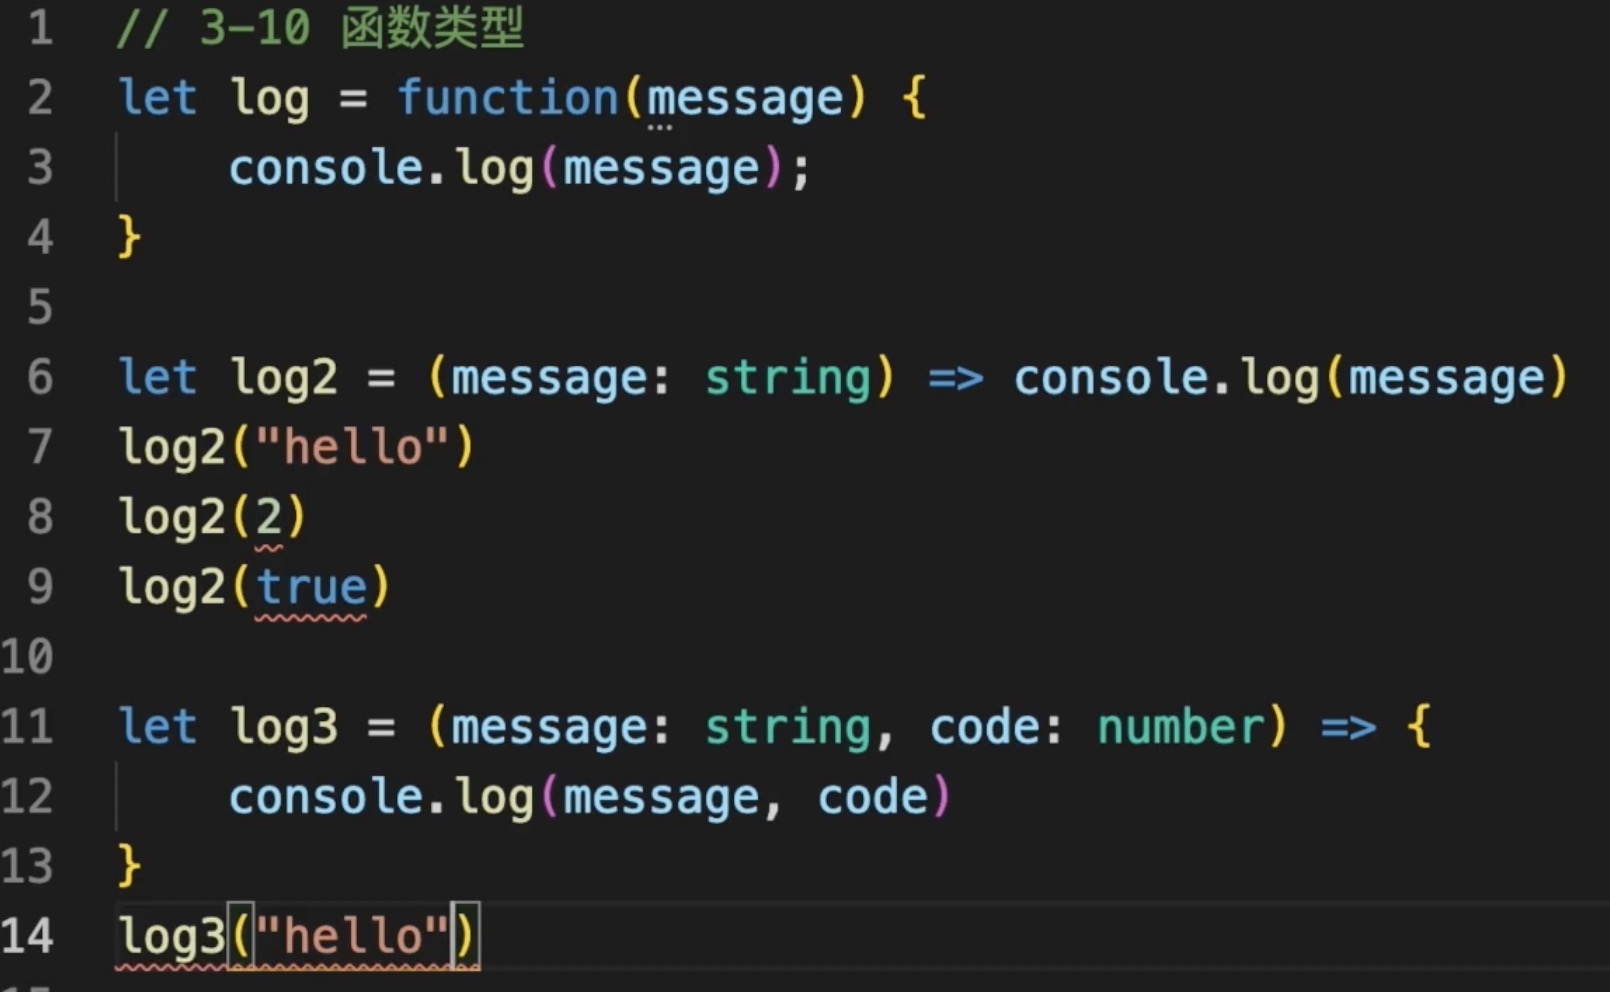 1 // 3-10 函数类型
2 let log = function(message) {
3 console.log(message);
4 }
5
6 let log2 = (message: string) => console.log(message)
7 log2("hello")
8 log2(2)
9 log2(true)
10
11 let log3 = (message: string, code: number) => {
12 console.log(message, code)
13 }
14 log3("hello")